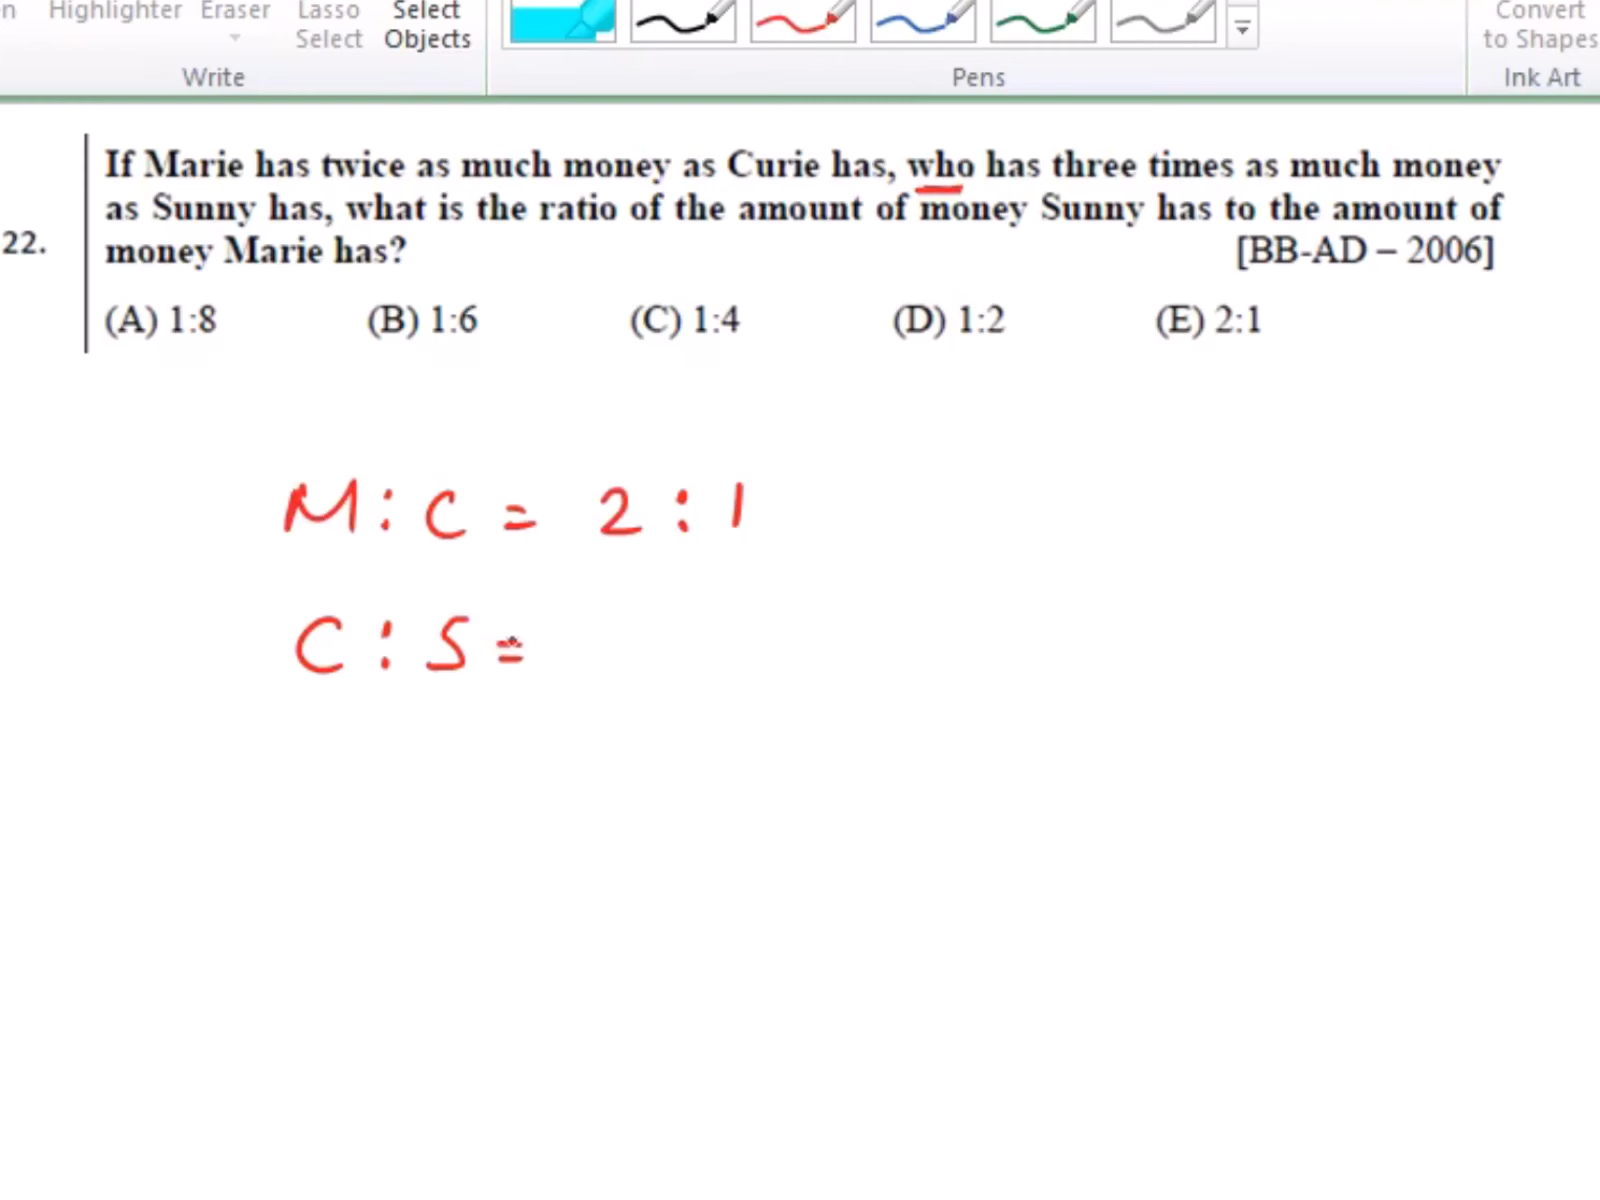 Highlighter Eraser Lasso Select Select Objects
Convert to Shapes
Write Pens Ink Art
If Marie has twice as much money as Curie has, who has three times as much money
as Sunny has, what is the ratio of the amount of money Sunny has to the amount of
22.
money Marie has? [BB-AD – 2006]
(A) 1:8 (B) 1:6 (C) 1:4 (D) 1:2 (E) 2:1
M : C = 2 : 1
C : S =